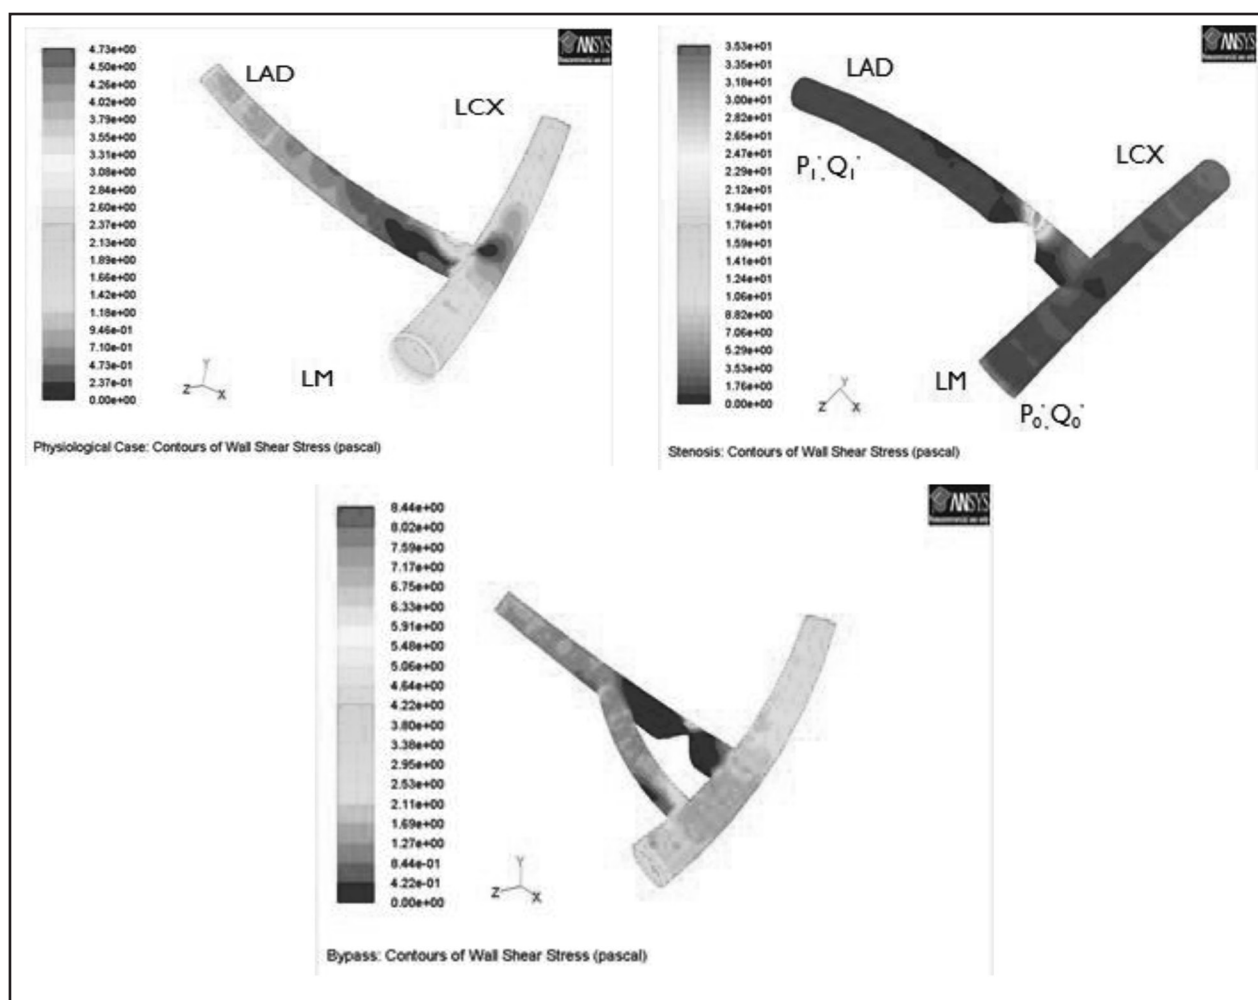 4.73e+00
4.50e+00
4.26e+00
4.02e+00
3.79e+00
3.55e+00
3.31e+00
3.08e+00
2.84e+00
2.60e+00
2.37e+00
2.13e+00
1.89e+00
1.66e+00
1.42e+00
1.18e+00
9.46e-01
7.10e-01
4.73e-01
2.37e-01
0.00e+00
LAD
LCX
LM
Y
Z X
ANSYS
Physiological Case: Contours of Wall Shear Stress (pascal)
3.53e+01
3.35e+01
3.18e+01
3.00e+01
2.82e+01
2.65e+01
2.47e+01
2.29e+01
2.12e+01
1.94e+01
1.76e+01
1.59e+01
1.41e+01
1.24e+01
1.06e+01
8.82e+00
7.06e+00
5.29e+00
3.53e+00
1.76e+00
0.00e+00
LAD
P₁,Q₁
LCX
LM
P₀,Q₀
Y
Z X
ANSYS
Stenosis: Contours of Wall Shear Stress (pascal)
8.44e+00
8.02e+00
7.59e+00
7.17e+00
6.75e+00
6.33e+00
5.91e+00
5.48e+00
5.06e+00
4.64e+00
4.22e+00
3.80e+00
3.38e+00
2.95e+00
2.53e+00
2.11e+00
1.69e+00
1.27e+00
8.44e-01
4.22e-01
0.00e+00
Y
Z X
ANSYS
Bypass: Contours of Wall Shear Stress (pascal)